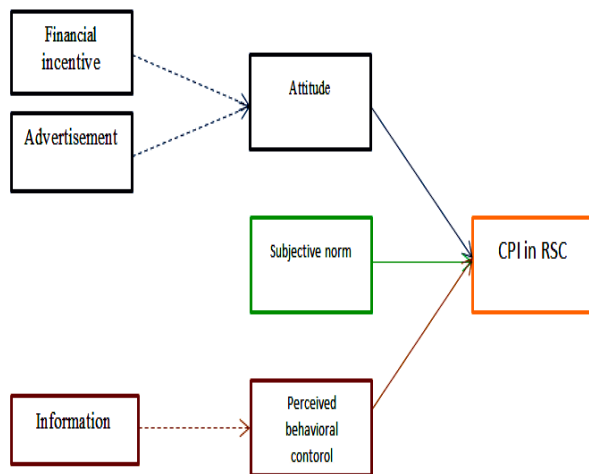 Financial
incentive
Advertisement
Attitude
Subjective norm
CPI in RSC
Information
Perceived
behavioral
contorol